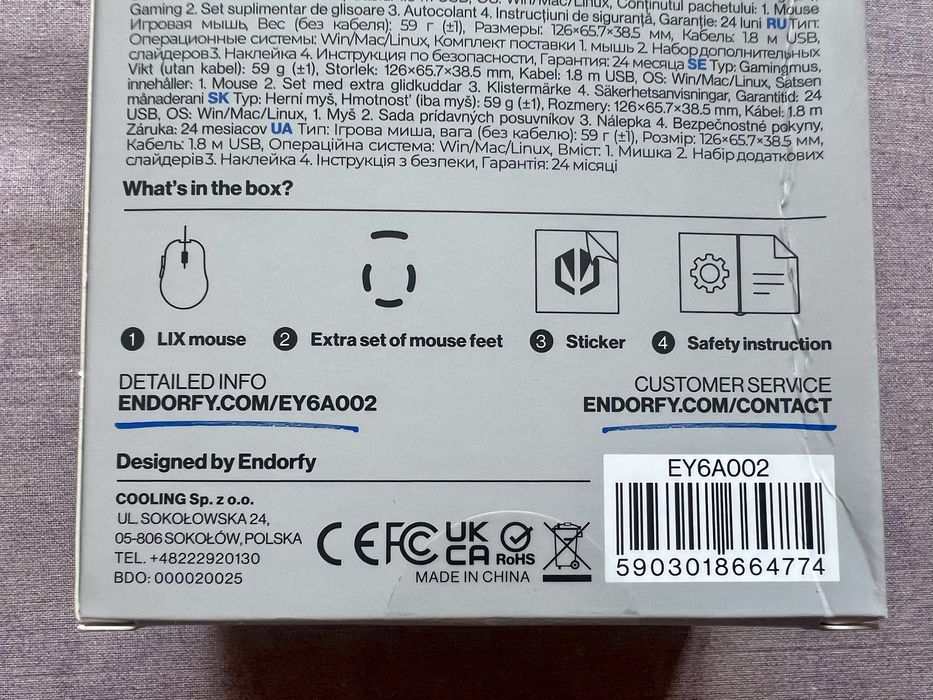 OS: Win/Mac/Linux, Conținutul pachetului: 1. Mouse
Gaming 2. Set suplimentar de glisoare 3. Autocolant 4. Instrucțiuni de siguranță, Garanție: 24 luni RU Тип:
Игровая мышь, Вес (без кабеля): 59 г (±1), Размеры: 126×65.7×38.5 мм, Кабель: 1.8 м USB,
Операционные системы: Win/Mac/Linux, Комплект поставки 1. мышь 2. Набор дополнительных
слайдеров 3. Наклейка 4. Инструкция по безопасности, Гарантия: 24 месяца SE Typ: Gamingmus,
Vikt (utan kabel): 59 g (±1), Storlek: 126×65.7×38.5 mm, Kabel: 1.8 m USB, OS: Win/Mac/Linux, Satsen
innehåller: 1. Mouse 2. Set med extra glidkuddar 3. Klistermärke 4. Säkerhetsanvisningar, Garantitid: 24
månaderani SK Typ: Herní myš, Hmotnosť (iba myš): 59 g (±1), Rozmery: 126×65.7×38.5 mm, Kábel: 1.8 m
USB, OS: Win/Mac/Linux, 1. Myš 2. Sada prídavných posuvníkov 3. Nálepka 4. Bezpečnostné pokyny,
Záruka: 24 mesiacov UA Тип: Ігрова миша, вага (без кабелю): 59 г (±1), Розмір: 126×65.7×38.5 мм,
Кабель: 1.8 м USB, Операційна система: Win/Mac/Linux, Вміст: 1. Мишка 2. Набір додаткових
слайдерів 3. Наклейка 4. Інструкція з безпеки, Гарантія: 24 місяці
What's in the box?
1 LIX mouse 2 Extra set of mouse feet 3 Sticker 4 Safety instruction
DETAILED INFO
ENDORFY.COM/EY6A002
CUSTOMER SERVICE
ENDORFY.COM/CONTACT
Designed by Endorfy
COOLING Sp. z o.o.
UL. SOKOŁOWSKA 24,
05-806 SOKOŁÓW, POLSKA
TEL. +48222920130
BDO: 000020025
CE FC UK CA RoHS
MADE IN CHINA
EY6A002
5903018664774